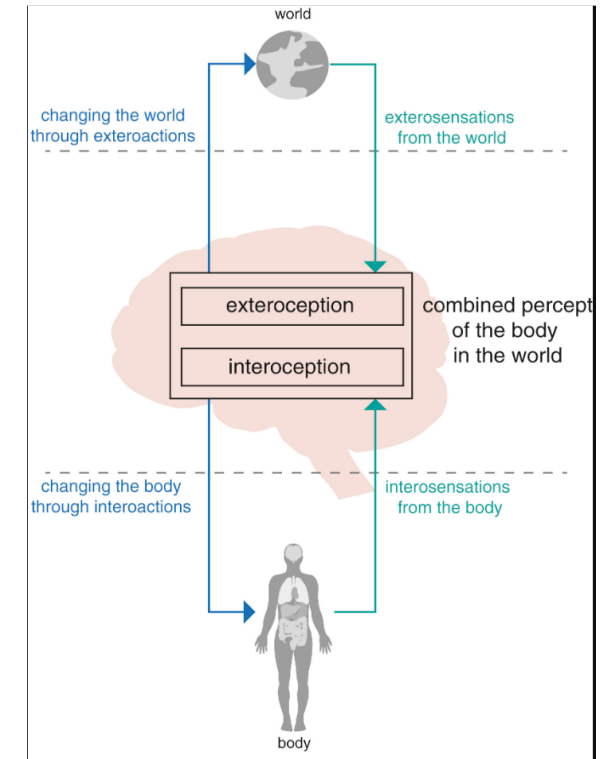 world
changing the world
through exteroactions
exterosensations
from the world
exteroception
interoception
combined percept
of the body
in the world
changing the body
through interoactions
interosensations
from the body
body